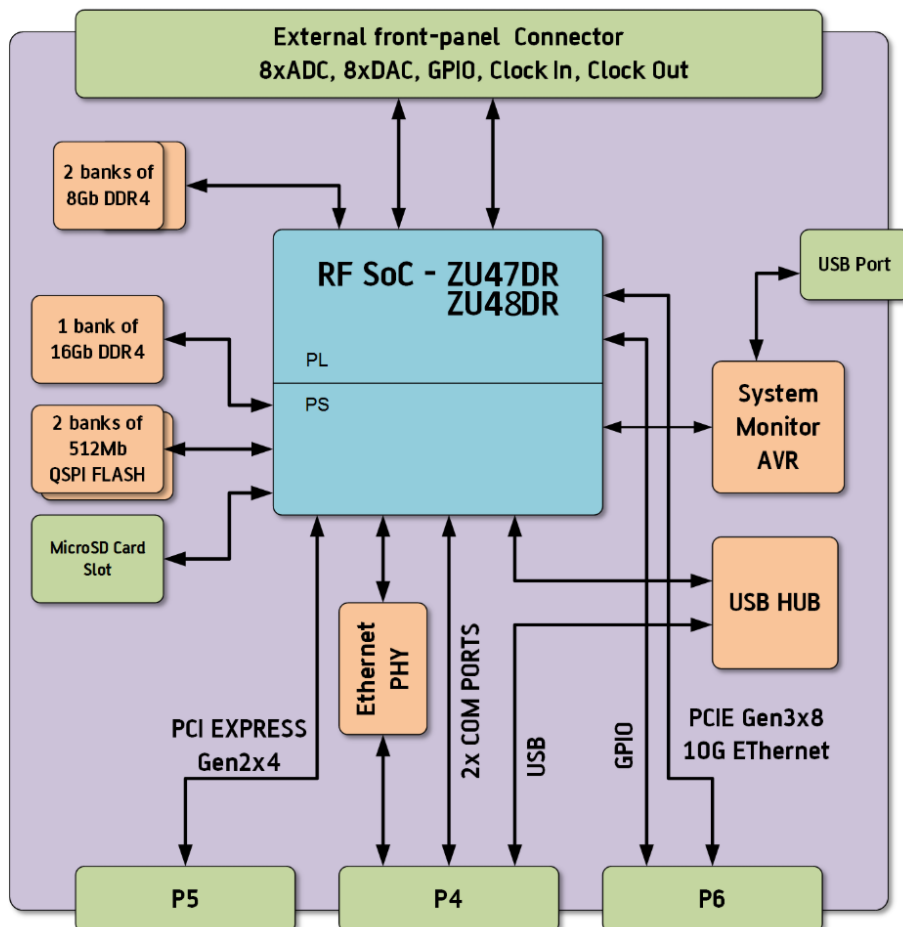 External front-panel Connector
8xADC, 8xDAC, GPIO, Clock In, Clock Out
2 banks of
8Gb DDR4
RF SoC - ZU47DR
ZU48DR
USB Port
1 bank of
16Gb DDR4
PL
PS
System
Monitor
AVR
2 banks of
512Mb
QSPI FLASH
MicroSD Card
Slot
USB HUB
Ethernet
PHY
2x COM PORTS
USB
GPIO
PCI EXPRESS
Gen2x4
PCIE Gen3x8
10G EThernet
P5
P4
P6